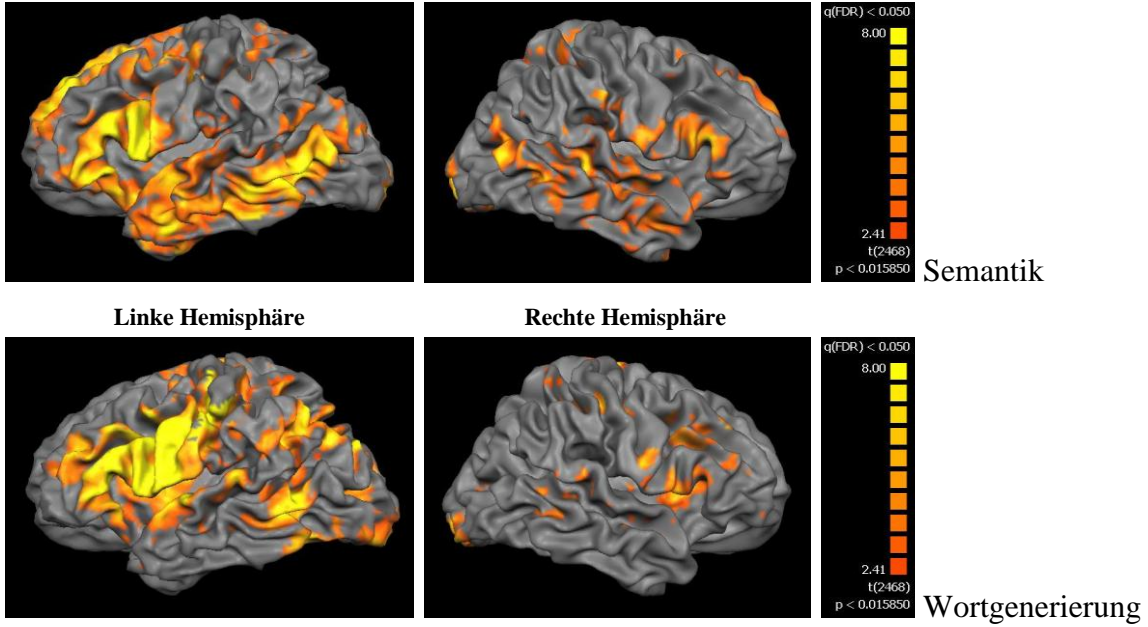 q(FDR) < 0.050
8.00
2.41
t(2468)
p < 0.015850
Semantik
Linke Hemisphäre
Rechte Hemisphäre
q(FDR) < 0.050
8.00
2.41
t(2468)
p < 0.015850
Wortgenerierung